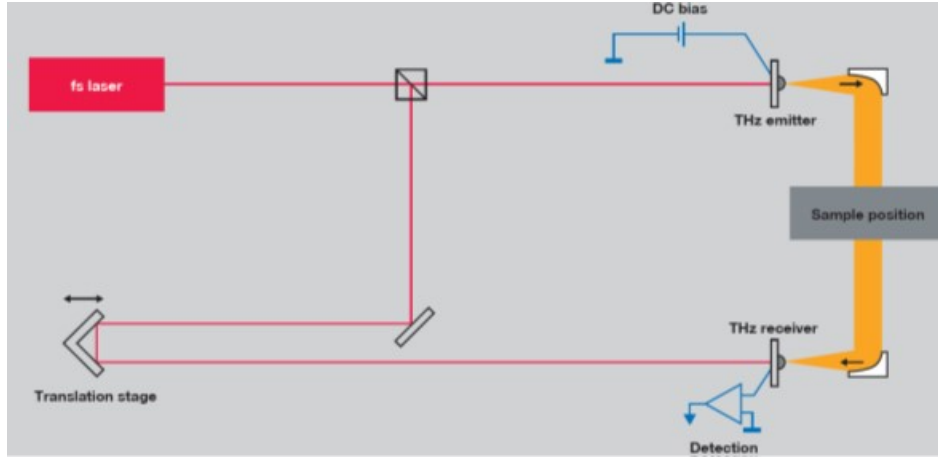 DC bias
fs laser
THz emitter
Sample position
THz receiver
Translation stage
Detection